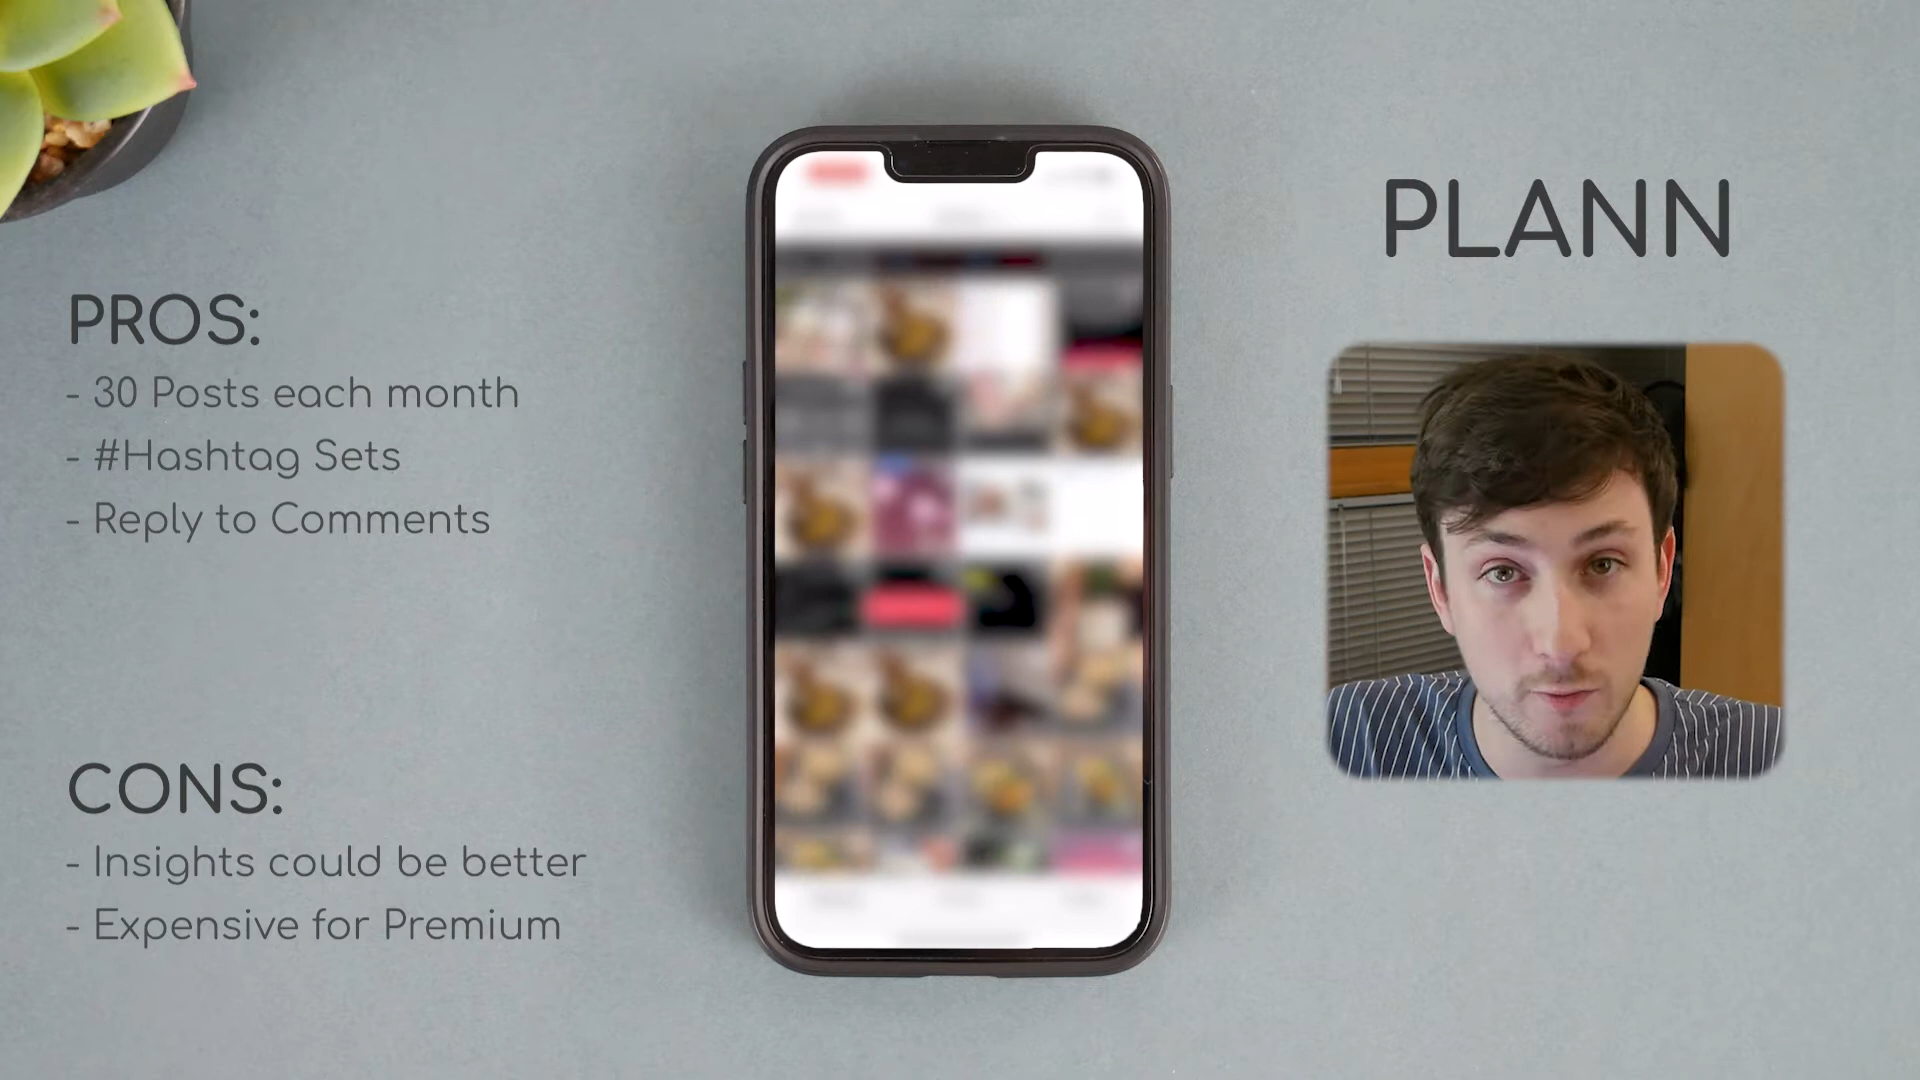 PLANN
PROS:
- 30 Posts each month
- #Hashtag Sets
- Reply to Comments
CONS:
- Insights could be better
- Expensive for Premium